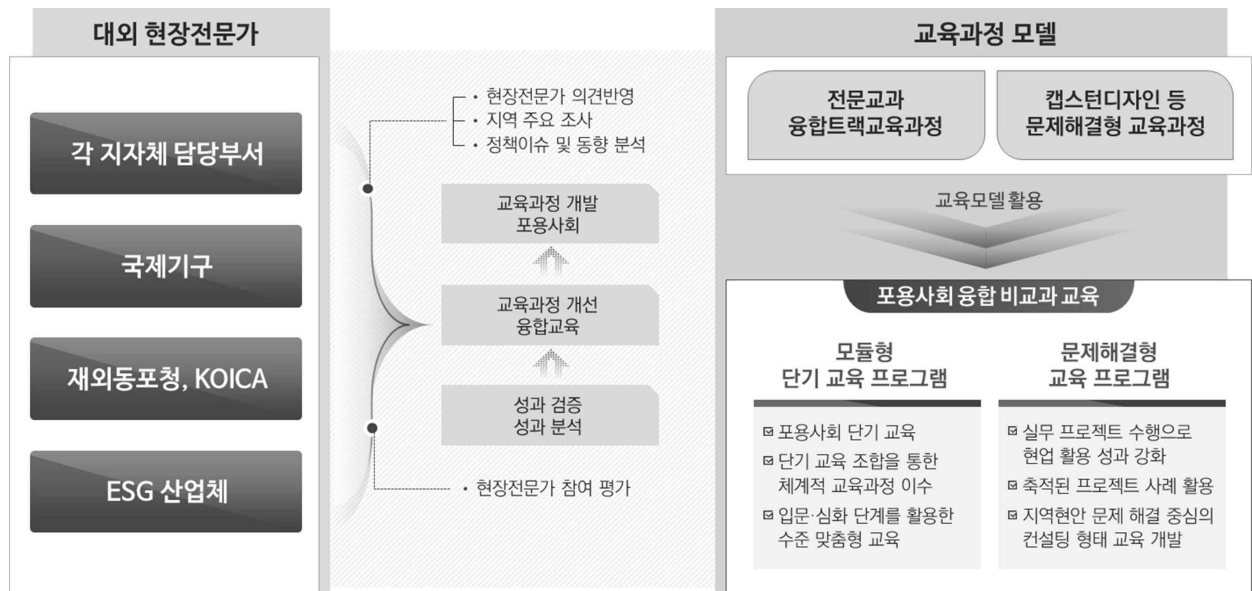 대외 현장전문가
각 지자체 담당부서
국제기구
재외동포청, KOICA
ESG 산업체
• 현장전문가 의견반영
• 지역 주요 조사
• 정책이슈 및 동향 분석
교육과정 개발
포용사회
교육과정 개선
융합교육
성과 검증
성과 분석
• 현장전문가 참여 평가
교육과정 모델
전문교과
융합트랙교육과정
캡스턴디자인 등
문제해결형 교육과정
교육모델 활용
포용사회 융합 비교과 교육
모듈형
단기 교육 프로그램
포용사회 단기 교육
단기 교육 조합을 통한
체계적 교육과정 이수
입문·심화 단계를 활용한
수준 맞춤형 교육
문제해결형
교육 프로그램
실무 프로젝트 수행으로
현업 활용 성과 강화
축적된 프로젝트 사례 활용
지역현안 문제 해결 중심의
컨설팅 형태 교육 개발